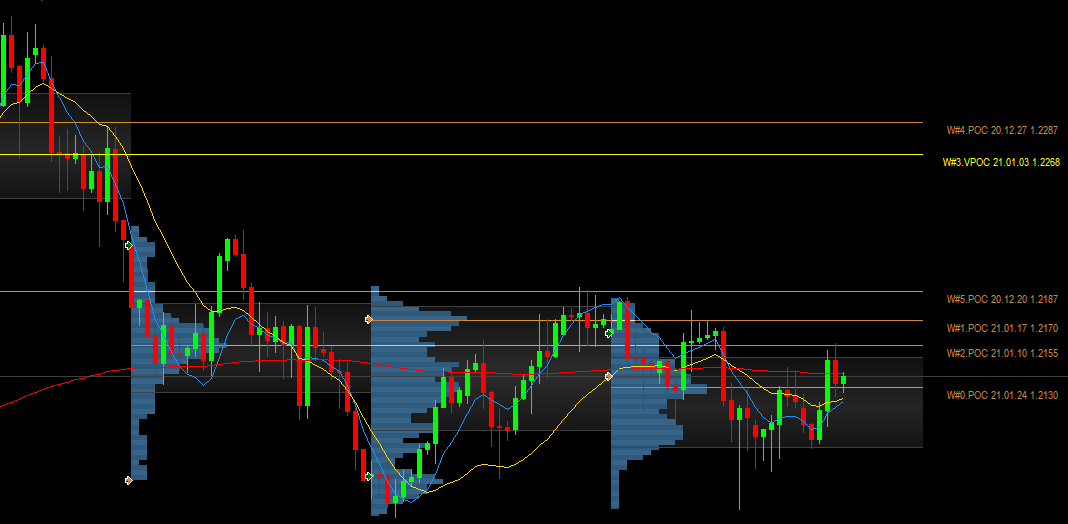 W#4.POC 20.12.27 1.2287
W#3.VPOC 21.01.03 1.2268
W#5.POC 20.12.20 1.2187
W#1.POC 21.01.17 1.2170
W#2.POC 21.01.10 1.2155
W#0.POC 21.01.24 1.2130